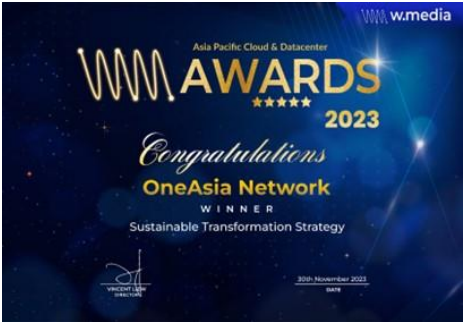 w.media
Asia Pacific Cloud & Datacenter
AWARDS
2023
Congratulations
OneAsia Network
WINNER
Sustainable Transformation Strategy
30th November 2023
DATE
VINCENT
DIRECTOR